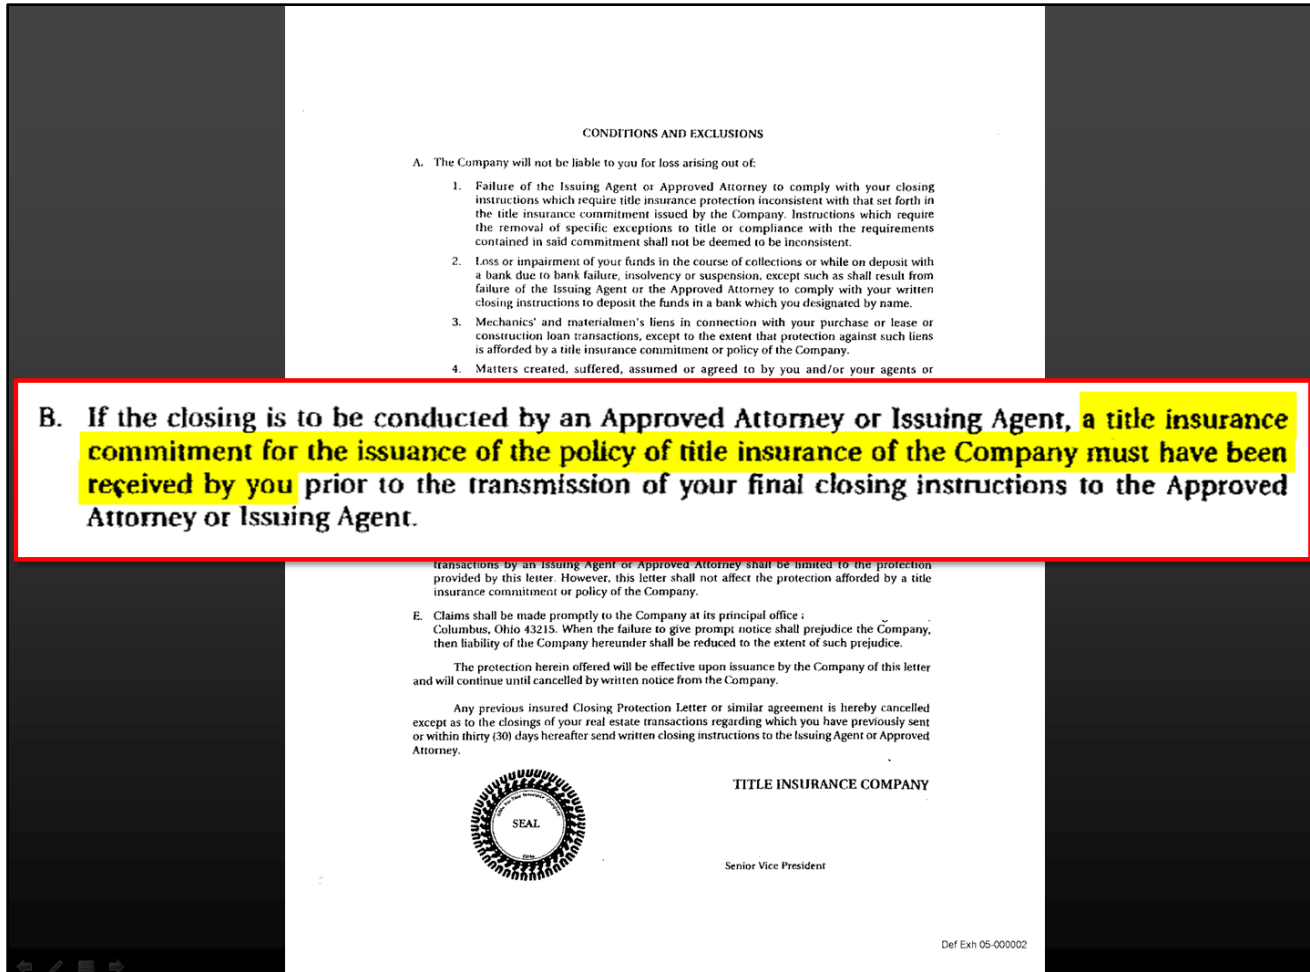 CONDITIONS AND EXCLUSIONS
A. The Company will not be liable to you for loss arising out of:
1. Failure of the Issuing Agent or Approved Attorney to comply with your closing
instructions which require title insurance protection inconsistent with that set forth in
the title insurance commitment issued by the Company. Instructions which require
the removal of specific exceptions to title or compliance with the requirements
contained in said commitment shall not be deemed to be inconsistent.
2. Loss or impairment of your funds in the course of collections or while on deposit with
a bank due to bank failure, insolvency or suspension, except such as shall result from
failure of the Issuing Agent or the Approved Attorney to comply with your written
closing instructions to deposit the funds in a bank which you designated by name.
3. Mechanics' and materialmen's liens in connection with your purchase or lease or
construction loan transactions, except to the extent that protection against such liens
is afforded by a title insurance commitment or policy of the Company.
4. Matters created, suffered, assumed or agreed to by you and/or your agents or
B. If the closing is to be conducted by an Approved Attorney or Issuing Agent, a title insurance
commitment for the issuance of the policy of title insurance of the Company must have been
received by you prior to the transmission of your final closing instructions to the Approved
Attorney or Issuing Agent.
transactions by an Issuing Agent or Approved Attorney shall be limited to the protection
provided by this letter. However, this letter shall not affect the protection afforded by a title
insurance commitment or policy of the Company.
E. Claims shall be made promptly to the Company at its principal office
Columbus, Ohio 43215. When the failure to give prompt notice shall prejudice the Company,
then liability of the Company hereunder shall be reduced to the extent of such prejudice.
The protection herein offered will be effective upon issuance by the Company of this letter
and will continue until cancelled by written notice from the Company.
Any previous insured Closing Protection Letter or similar agreement is hereby cancelled
except as to the closings of your real estate transactions regarding which you have previously sent
or within thirty (30) days hereafter send written closing instructions to the Issuing Agent or Approved
Attorney.
TITLE INSURANCE COMPANY
SEAL
Senior Vice President
Def Exh 05-000002